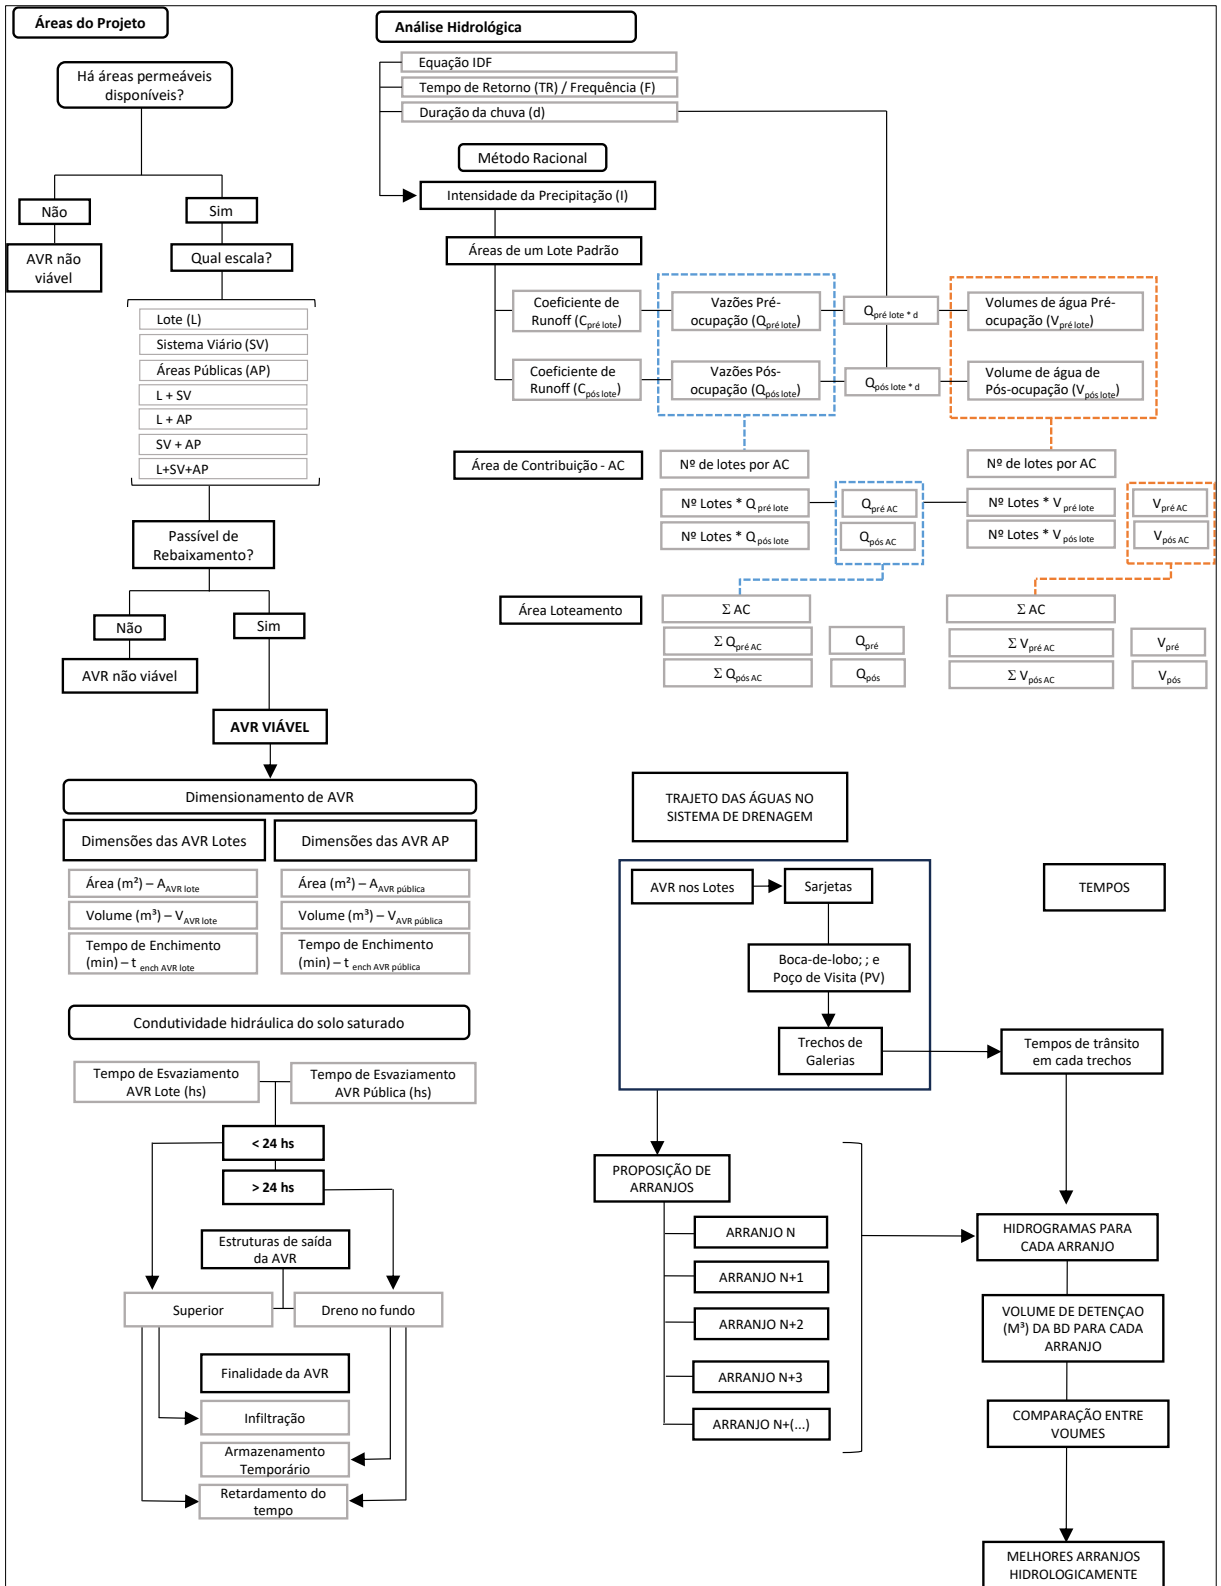 Áreas do Projeto
Há áreas permeáveis
disponíveis?
Não
Sim
AVR não
viável
Qual escala?
Lote (L)
Sistema Viário (SV)
Áreas Públicas (AP)
L + SV
L + AP
SV + AP
L+SV+AP
Passível de
Rebaixamento?
Não
Sim
AVR não viável
AVR VIÁVEL
Análise Hidrológica
Equação IDF
Tempo de Retorno (TR) / Frequência (F)
Duração da chuva (d)
Método Racional
Intensidade da Precipitação (I)
Áreas de um Lote Padrão
Coeficiente de
Runoff (Cpré lote)
Vazões Pré-
ocupação (Qpré lote)
Qpré lote * d
Volumes de água Pré-
ocupação (Vpré lote)
Coeficiente de
Runoff (Cpós lote)
Vazões Pós-
ocupação (Qpós lote)
Qpós lote * d
Volume de água de
Pós-ocupação (Vpós lote)
Área de Contribuição - AC
Nº de lotes por AC
Nº de lotes por AC
Nº Lotes * Q pré lote
Qpré AC
Nº Lotes * V pré lote
Vpré AC
Nº Lotes * Q pós lote
Qpós AC
Nº Lotes * V pós lote
Vpós AC
Área Loteamento
Σ AC
Σ AC
Σ Qpré AC
Qpré
Σ Vpré AC
Vpré
Σ Qpós AC
Qpós
Σ Vpós AC
Vpós
Dimensionamento de AVR
Dimensões das AVR Lotes
Dimensões das AVR AP
Área (m²) – AAVR lote
Área (m²) – AAVR pública
Volume (m³) – VAVR lote
Volume (m³) – VAVR pública
Tempo de Enchimento
(min) – t ench AVR lote
Tempo de Enchimento
(min) – t ench AVR pública
Condutividade hidráulica do solo saturado
Tempo de Esvaziamento
AVR Lote (hs)
Tempo de Esvaziamento
AVR Pública (hs)
< 24 hs
> 24 hs
Estruturas de saída
da AVR
Superior
Dreno no fundo
Finalidade da AVR
Infiltração
Armazenamento
Temporário
Retardamento do
tempo
TRAJETO DAS ÁGUAS NO
SISTEMA DE DRENAGEM
TEMPOS
AVR nos Lotes
Sarjetas
Boca-de-lobo; ; e
Poço de Visita (PV)
Trechos de
Galerias
Tempos de trânsito
em cada trechos
PROPOSIÇÃO DE
ARRANJOS
ARRANJO N
ARRANJO N+1
ARRANJO N+2
ARRANJO N+3
ARRANJO N+(...)
HIDROGRAMAS PARA
CADA ARRANJO
VOLUME DE DETENÇAO
(M³) DA BD PARA CADA
ARRANJO
COMPARAÇÃO ENTRE
VOLUMES
MELHORES ARRANJOS
HIDROLOGICAMENTE